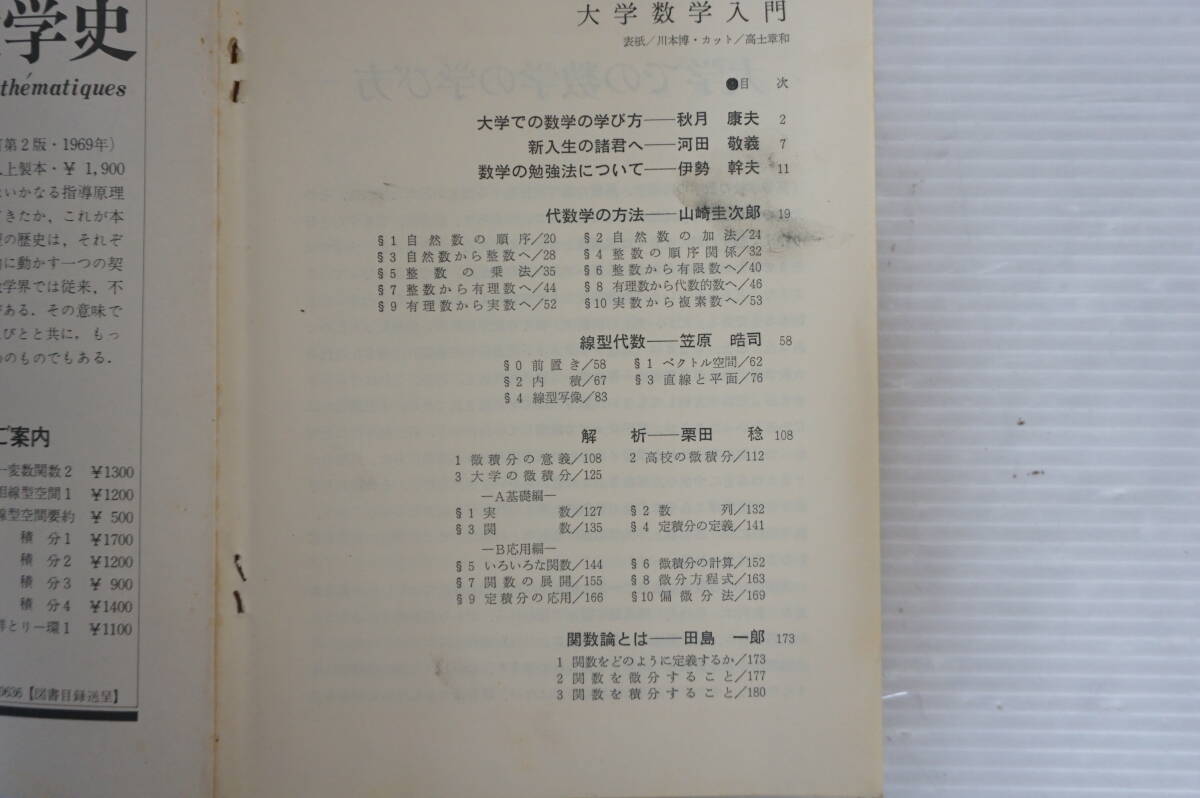 学史
thématiques
第2版・1969年)
上製本・¥ 1,900
いかなる指導原理
きたか，これが本
の歴史は，それぞ
に動かす一つの契
学界では従来，不
ある．その意味で
びとと共に，もっ
のものでもある．
ご案内
一変数関数2 ¥1300
線型空間1 ¥1200
線型空間要約 ¥ 500
積分1 ¥1700
積分2 ¥1200
積分3 ¥ 900
積分4 ¥1400
群とリー環1 ¥1100
0636【図書目録送呈】
大学数学入門
表紙／川本博・カット／高士章和
●目 次
大学での数学の学び方——秋月 康夫 2
新入生の諸君へ——河田 敬義 7
数学の勉強法について——伊勢 幹夫 11
代数学の方法——山崎圭次郎 19
§1 自然数の順序/20 §2 自然数の加法/24
§3 自然数から整数へ/28 §4 整数の順序関係/32
§5 整数の乗法/35 §6 整数から有限数へ/40
§7 整数から有理数へ/44 §8 有理数から代数的数へ/46
§9 有理数から実数へ/52 §10 実数から複素数へ/53
線型代数——笠原 皓司 58
§0 前置き/58 §1 ベクトル空間/62
§2 内 積/67 §3 直線と平面/76
§4 線型写像/83
解 析——栗田 稔 108
1 微積分の意義/108 2 高校の微積分/112
3 大学の微積分/125
—A基礎編—
§1 実 数/127 §2 数 列/132
§3 関 数/135 §4 定積分の定義/141
—B応用編—
§5 いろいろな関数/144 §6 微積分の計算/152
§7 関数の展開/155 §8 微分方程式/163
§9 定積分の応用/166 §10 偏微分法/169
関数論とは——田島 一郎 173
1 関数をどのように定義するか/173
2 関数を微分すること/177
3 関数を積分すること/180